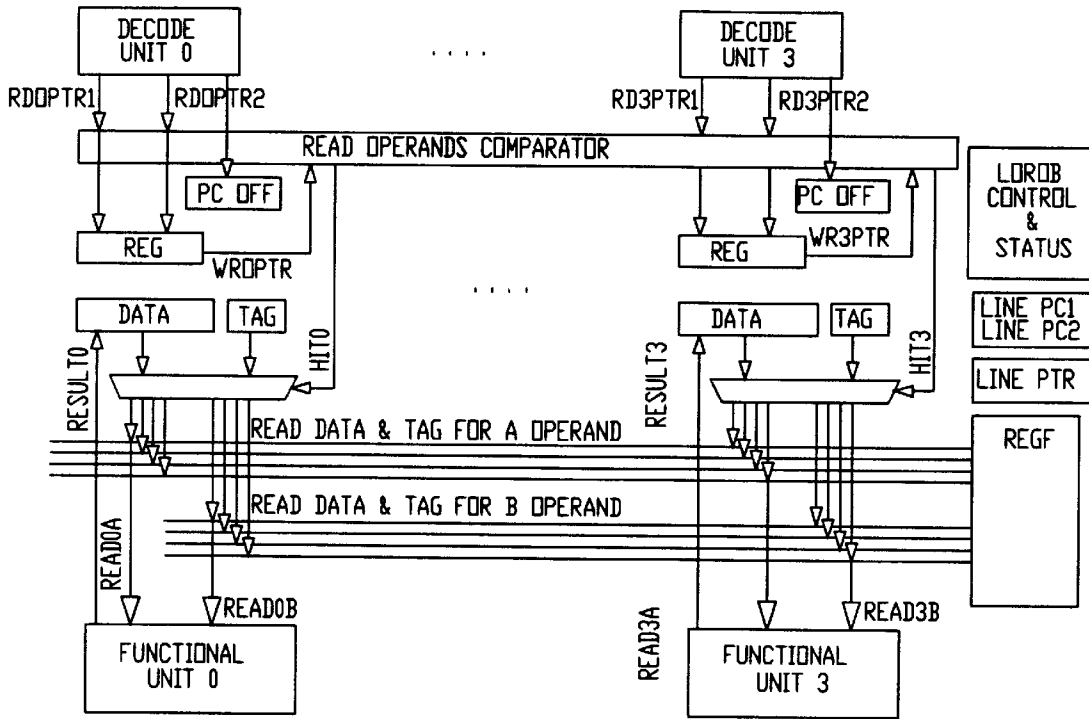 DECODE
UNIT 0
DECODE
UNIT 3
RD0PTR1
RD0PTR2
RD3PTR1
RD3PTR2
READ OPERANDS COMPARATOR
PC OFF
PC OFF
LOROB
CONTROL
&
STATUS
REG
WR0PTR
REG
WR3PTR
DATA
TAG
HIT0
DATA
TAG
HIT3
LINE PC1
LINE PC2
RESULT0
RESULT3
LINE PTR
READ DATA & TAG FOR A OPERAND
REGF
READ DATA & TAG FOR B OPERAND
READ0A
READ0B
READ3A
READ3B
FUNCTIONAL
UNIT 0
FUNCTIONAL
UNIT 3